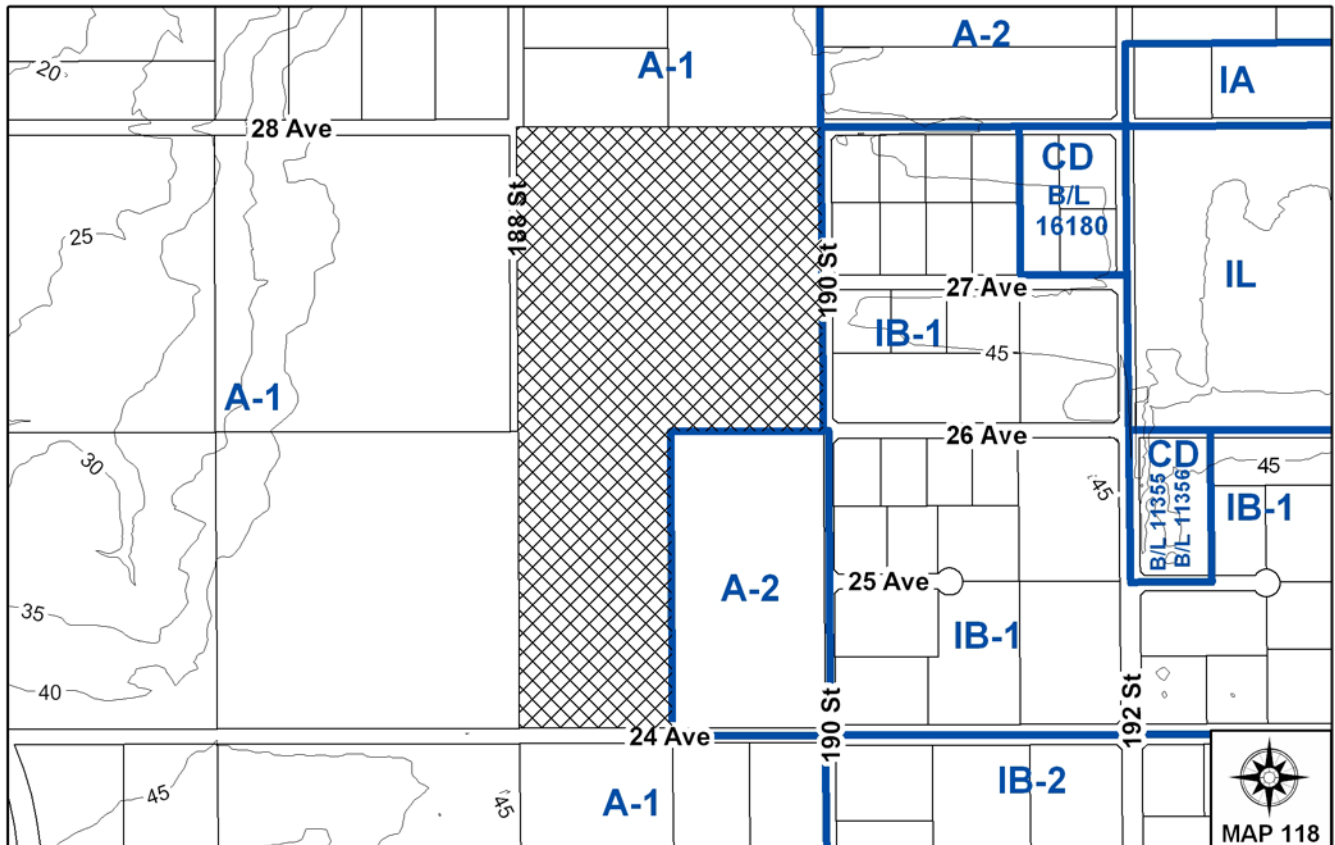 A-2
A-1
20
IA
28 Ave
CD
B/L
16180
188 St
25
190 St
IL
27 Ave
IB-1
45
A-1
26 Ave
30
CD
B/L 11355
B/L 11356
45
45
IB-1
25 Ave
A-2
35
IB-1
40
190 St
192 St
24 Ave
45
45
A-1
IB-2
MAP 118